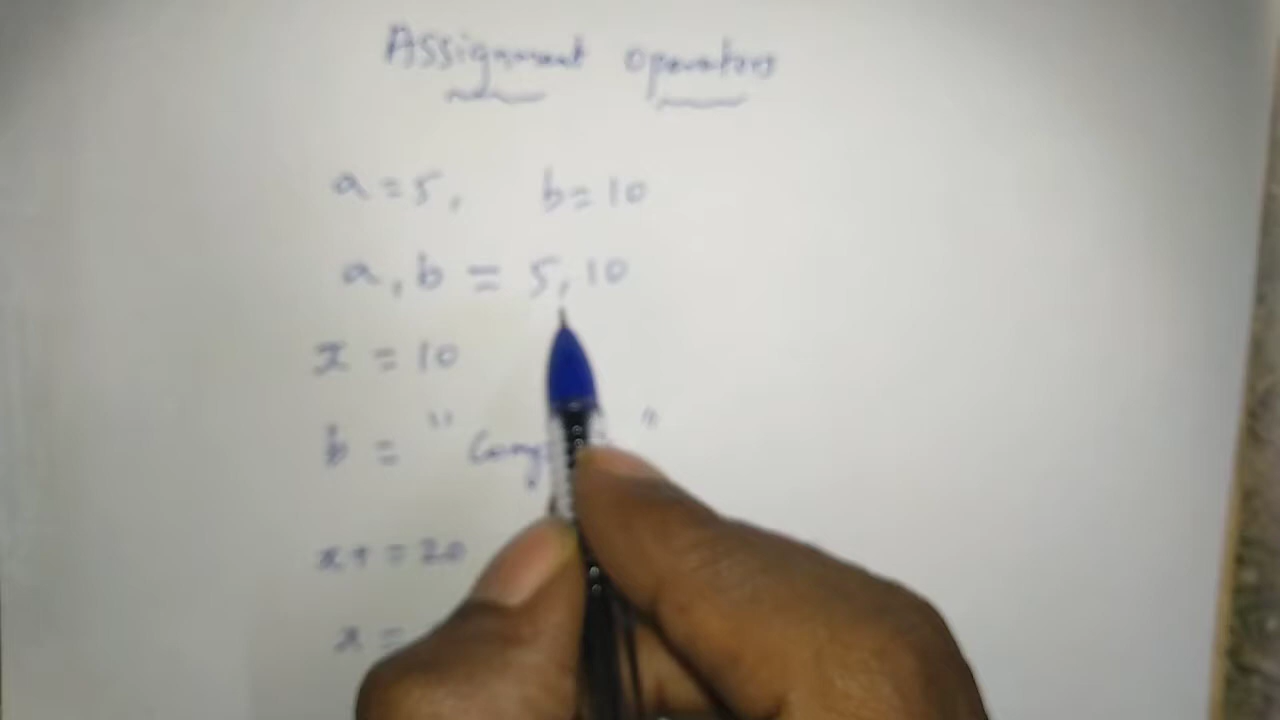 Assignment operators
a = 5, b = 10
a, b = 5, 10
x = 10
b = " "
x + = 20
x =